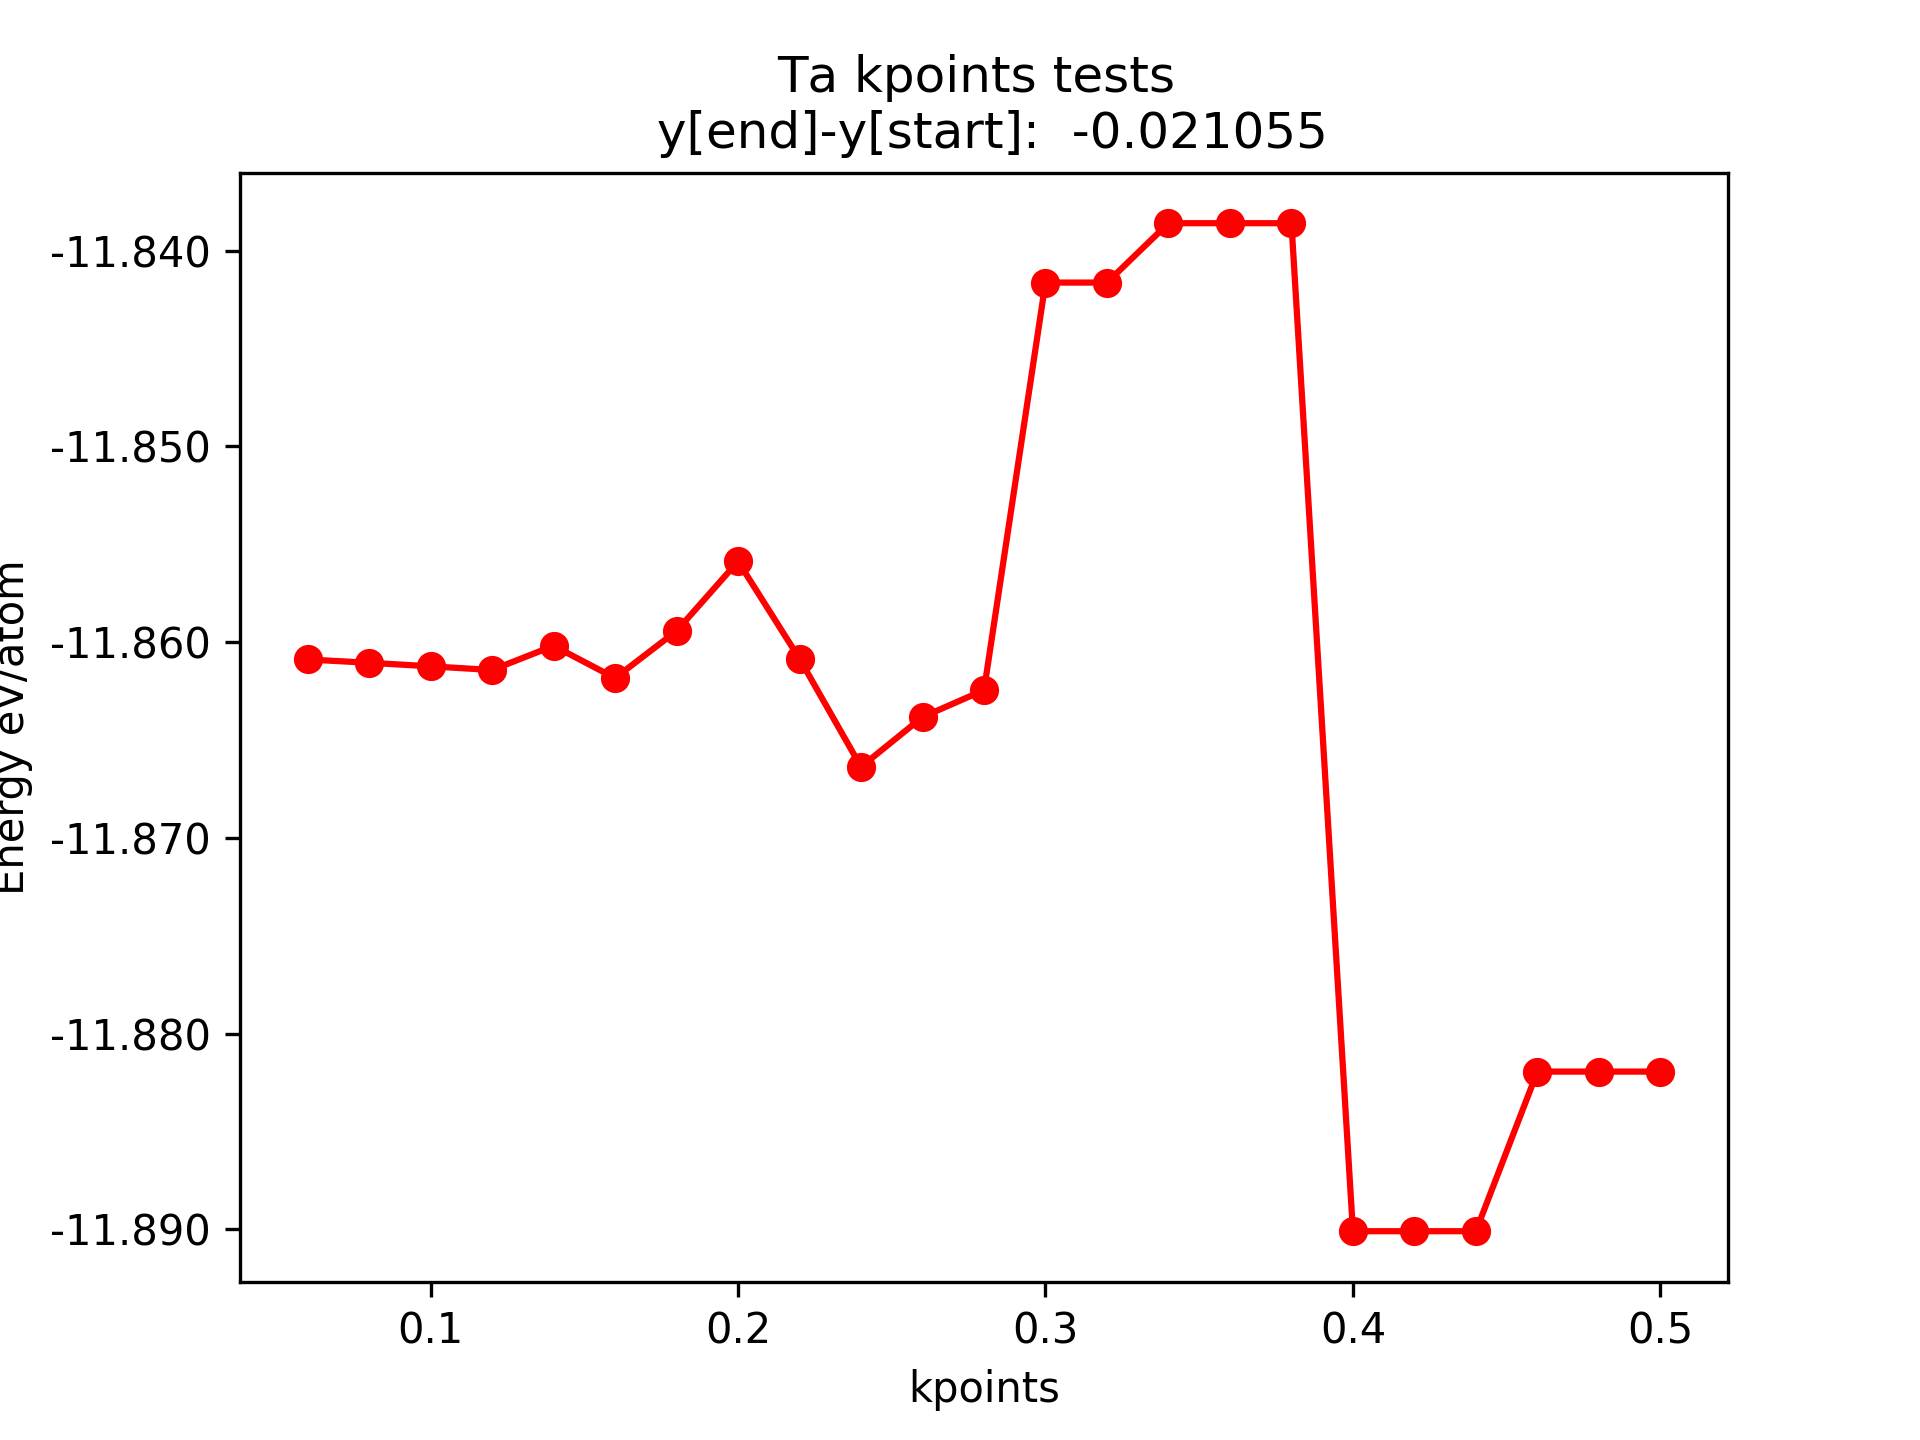 Ta kpoints tests
y[end]-y[start]: -0.021055
-11.840
-11.850
-11.860
-11.870
-11.880
-11.890
Energy eV/atom
0.1 0.2 0.3 0.4 0.5
kpoints